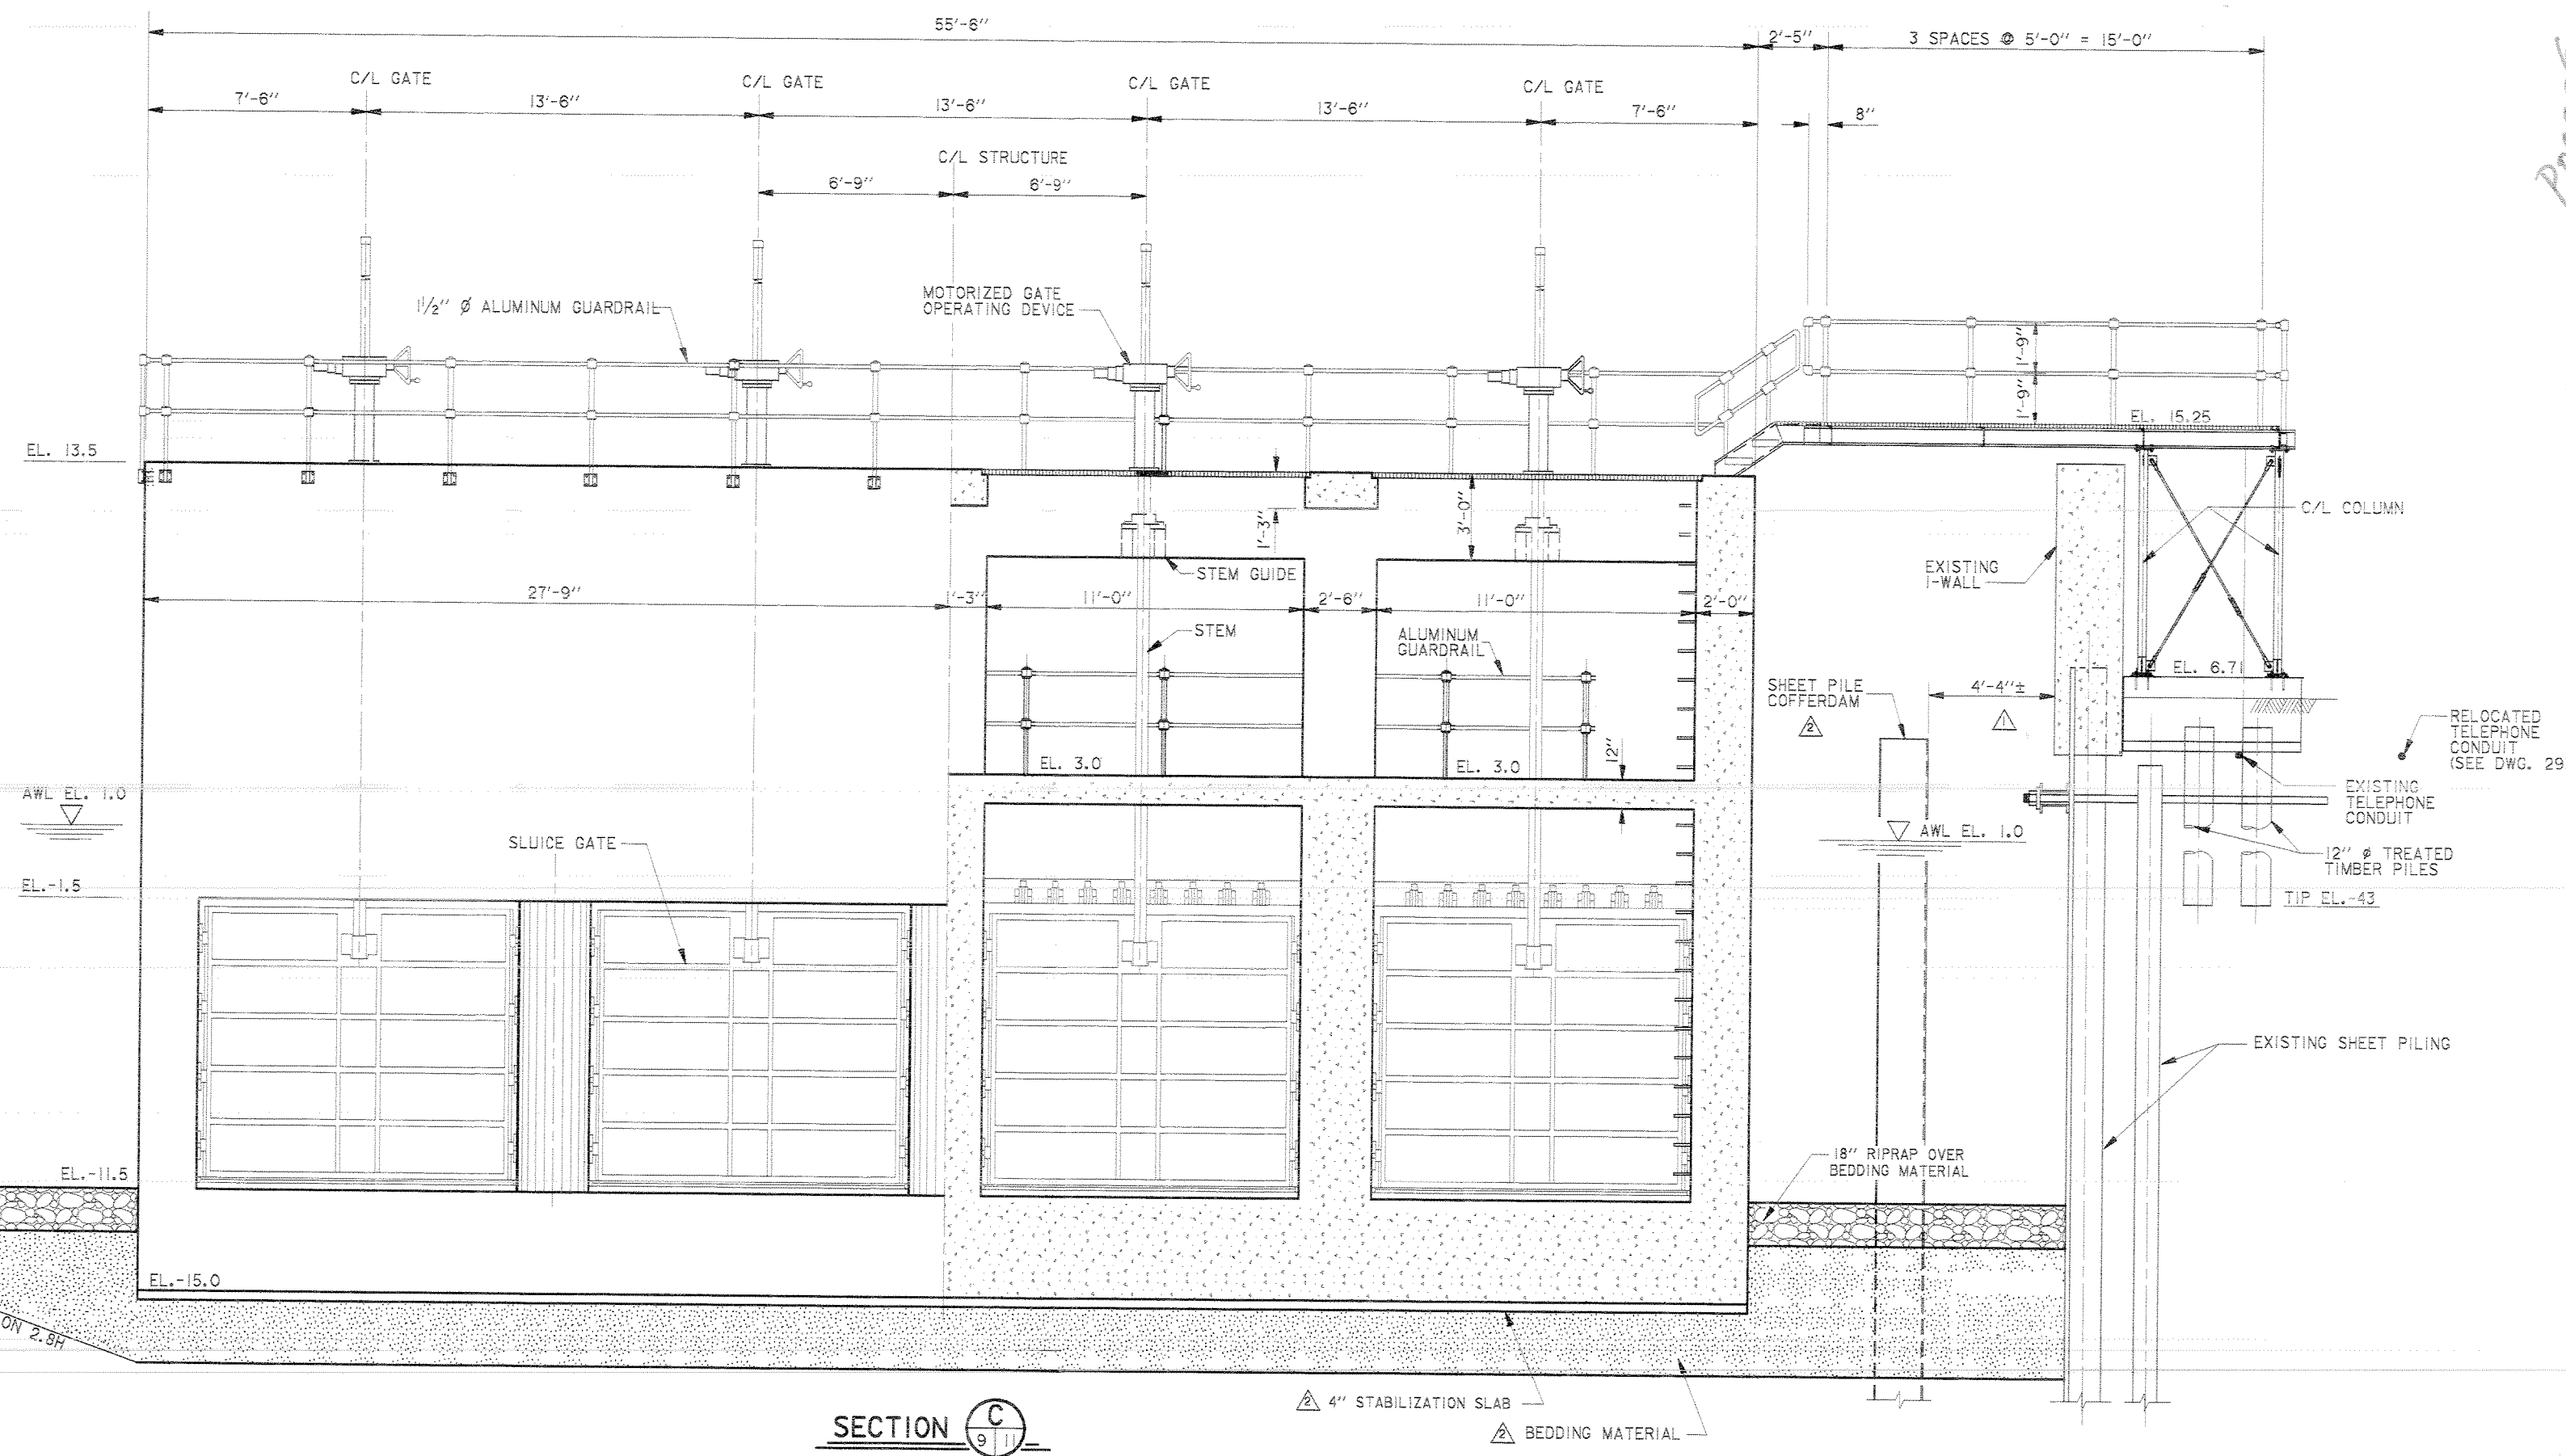 55'-6"
2'-5"
3 SPACES @ 5'-0" = 15'-0"
C/L GATE
C/L GATE
C/L GATE
C/L GATE
7'-6"
13'-6"
13'-6"
13'-6"
7'-6"
8"
C/L STRUCTURE
6'-9"
6'-9"
1 1/2" Ø ALUMINUM GUARDRAIL
MOTORIZED GATE
OPERATING DEVICE
1'-9"
1'-9"
EL. 15.25
EL. 13.5
1'-3"
3'-0"
C/L COLUMN
EXISTING
I-WALL
STEM GUIDE
27'-9"
1'-3"
11'-0"
2'-6"
11'-0"
2'-0"
STEM
ALUMINUM
GUARDRAIL
SHEET PILE
COFFERDAM
2
4'-4"±
1
EL. 6.71
RELOCATED
TELEPHONE
CONDUIT
(SEE DWG. 29
EL. 3.0
EL. 3.0
12"
EXISTING
TELEPHONE
CONDUIT
AWL EL. 1.0
AWL EL. 1.0
SLUICE GATE
12" Ø TREATED
TIMBER PILES
TIP EL.-43
EL.-1.5
EXISTING SHEET PILING
18" RIPRAP OVER
BEDDING MATERIAL
EL.-11.5
EL.-15.0
ON 2.8H
2 4" STABILIZATION SLAB
2 BEDDING MATERIAL
SECTION C
9 11